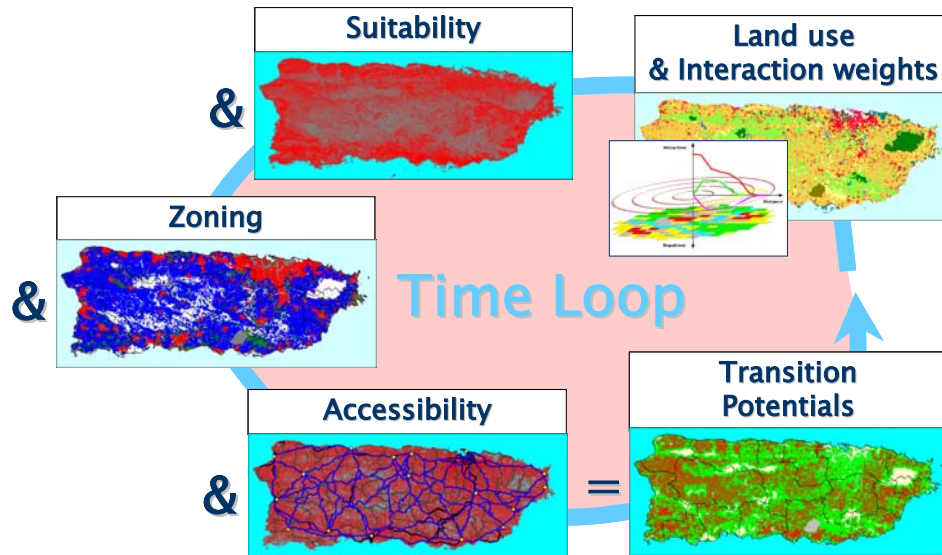 Suitability
Land use
& Interaction weights
&
Zoning
&
Time Loop
Accessibility
&
=
Transition
Potentials